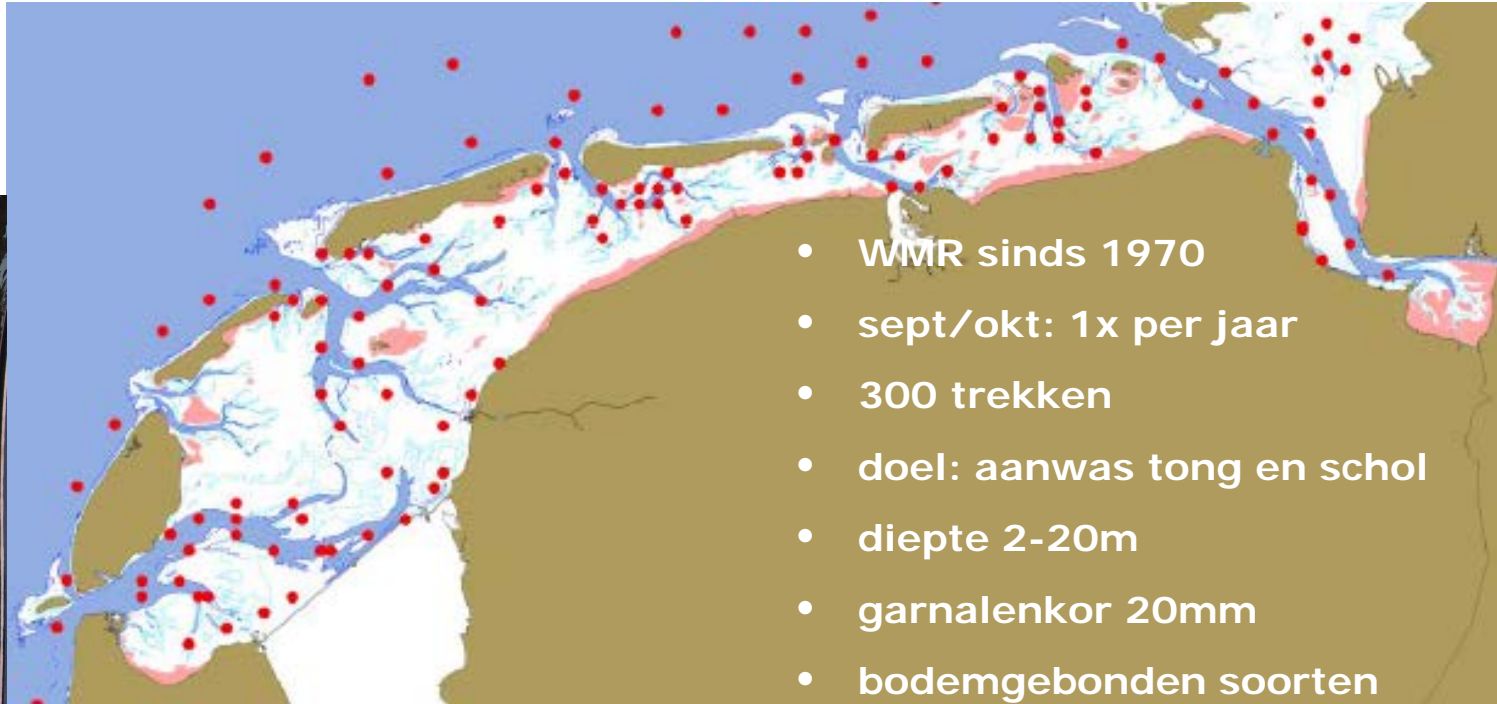 • WMR sinds 1970
• sept/okt: 1x per jaar
• 300 trekken
• doel: aanwas tong en schol
• diepte 2-20m
• garnalenkor 20mm
• bodemgebonden soorten